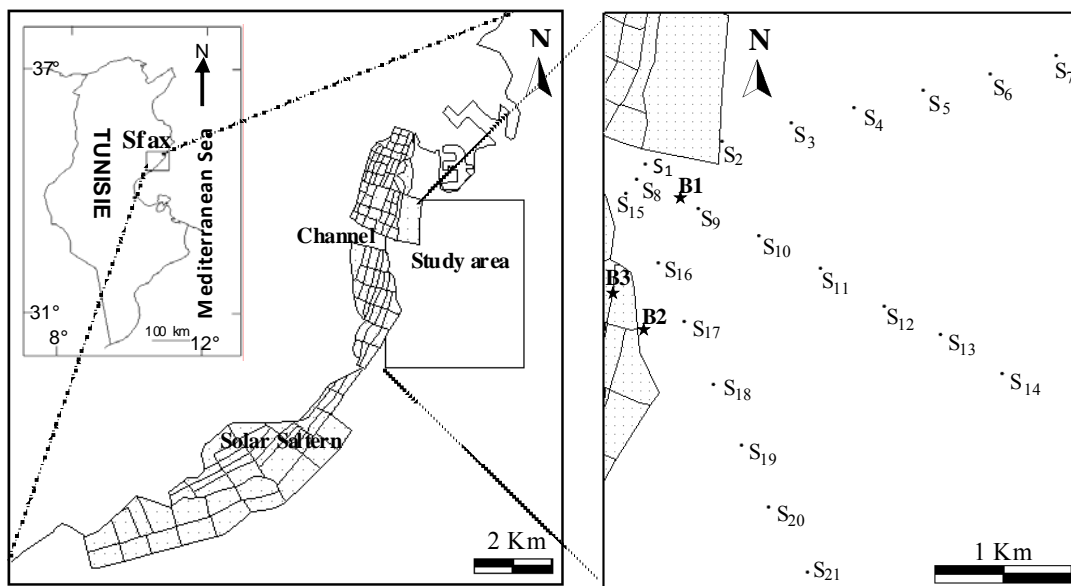 37°
N
Sfax
TUNISIE
Mediterranean Sea
31°
8°
100 km
12°
N
Channel
Study area
Solar Saltern
2 Km
N
S7
S6
S5
S4
S3
S2
S1
S8
B1
S15
S9
S10
S16
S11
B3
S12
B2
S17
S13
S14
S18
S19
S20
S21
1 Km